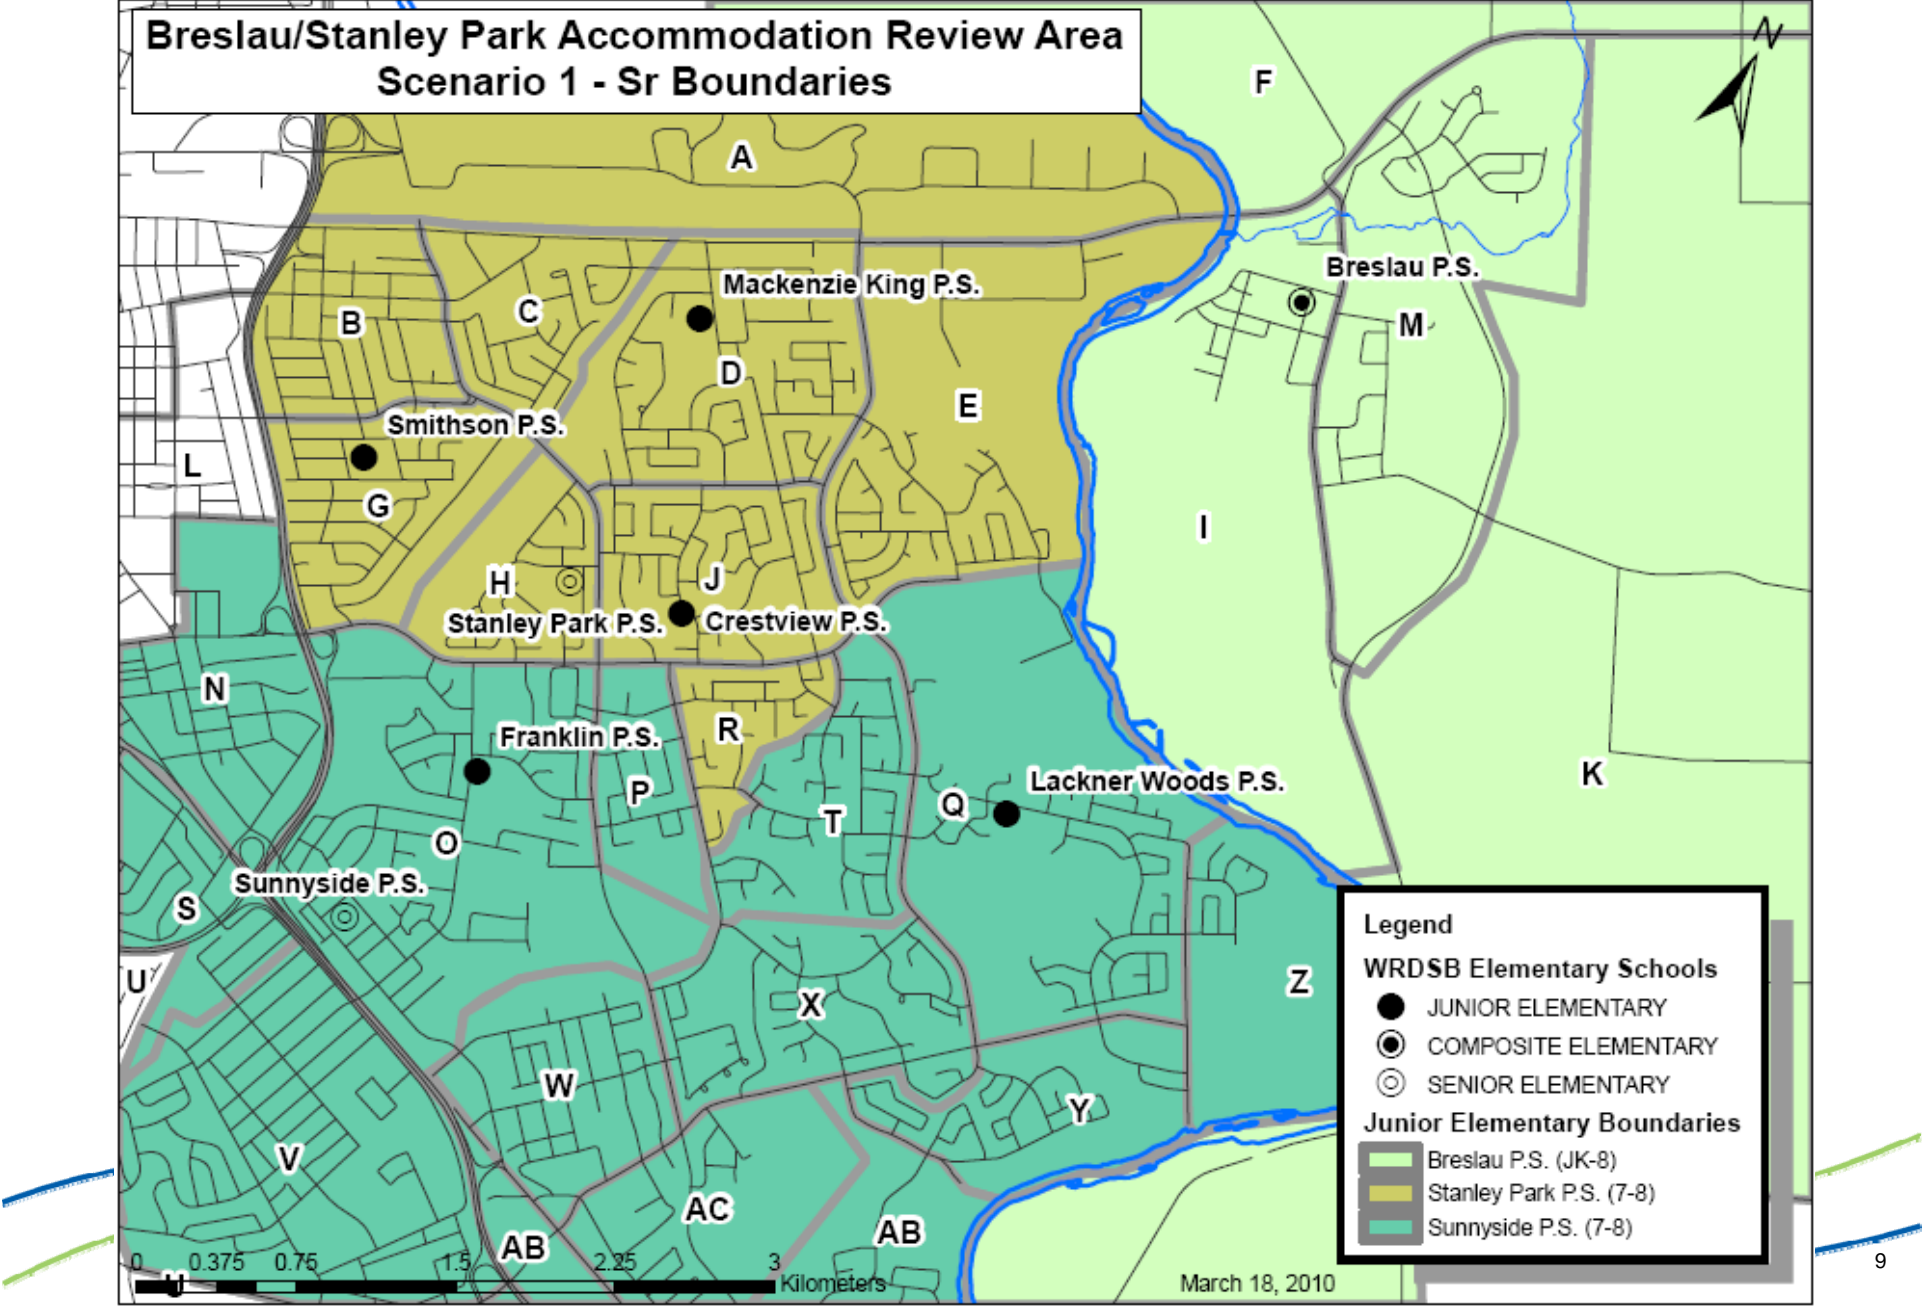 Breslau/Stanley Park Accommodation Review Area
Scenario 1 - Sr Boundaries
N
F
A
Breslau P.S.
Mackenzie King P.S.
C
B
M
D
E
Smithson P.S.
L
G
I
H
J
Stanley Park P.S.
Crestview P.S.
N
R
Franklin P.S.
K
Lackner Woods P.S.
P
Q
T
O
Sunnyside P.S.
S
U
Z
X
W
Y
V
AC
AB
AB
U
Legend
WRDSB Elementary Schools
JUNIOR ELEMENTARY
COMPOSITE ELEMENTARY
SENIOR ELEMENTARY
Junior Elementary Boundaries
Breslau P.S. (JK-8)
Stanley Park P.S. (7-8)
Sunnyside P.S. (7-8)
0 0.375 0.75 1.5 2.25 3
Kilometers
March 18, 2010
9